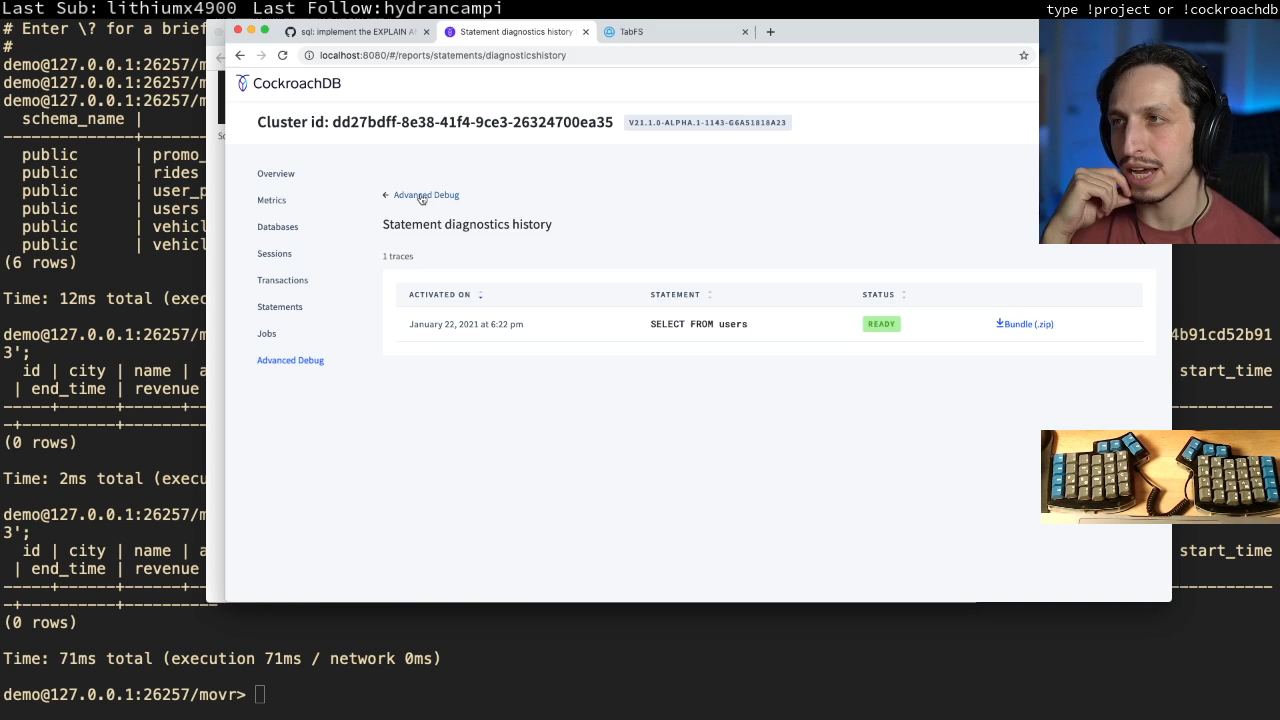 Last Sub: lithiumx4900 Last Follow:hydrancampi
type !project or !cockroachdb
# Enter \? for a brief
#
demo@127.0.0.1:26257/m
demo@127.0.0.1:26257/m
demo@127.0.0.1:26257/m
schema_name |
public | promo_
public | rides
public | user_p
public | users
public | vehicl
public | vehicl
(6 rows)
Time: 12ms total (exec
demo@127.0.0.1:26257/m
4b91cd52b91
3';
id | city | name | a
start_time
| end_time | revenue
(0 rows)
Time: 2ms total (execu
demo@127.0.0.1:26257/m
3';
id | city | name | a
start_time
| end_time | revenue
(0 rows)
Time: 71ms total (execution 71ms / network 0ms)
demo@127.0.0.1:26257/movr>
sql: implement the EXPLAIN A
Statement diagnostics history
TabFS
localhost:8080/#/reports/statements/diagnosticshistory
CockroachDB
Cluster id: dd27bdff-8e38-41f4-9ce3-26324700ea35
V21.1.0-ALPHA.1-1143-G6A51818A23
Overview
Metrics
Databases
Sessions
Transactions
Statements
Jobs
Advanced Debug
Advanced Debug
Statement diagnostics history
1 traces
ACTIVATED ON STATEMENT STATUS
January 22, 2021 at 6:22 pm SELECT FROM users READY Bundle (.zip)